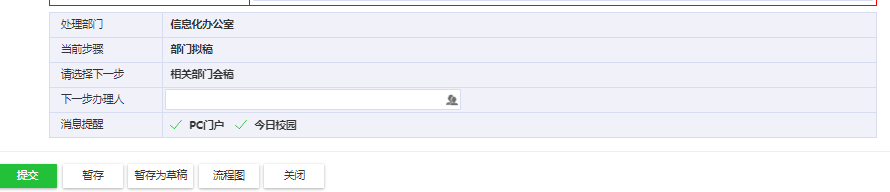 处理部门 信息化办公室
当前步骤 部门拟稿
请选择下一步 相关部门会稿
下一步办理人
消息提醒 PC门户 今日校园
提交 暂存 暂存为草稿 流程图 关闭